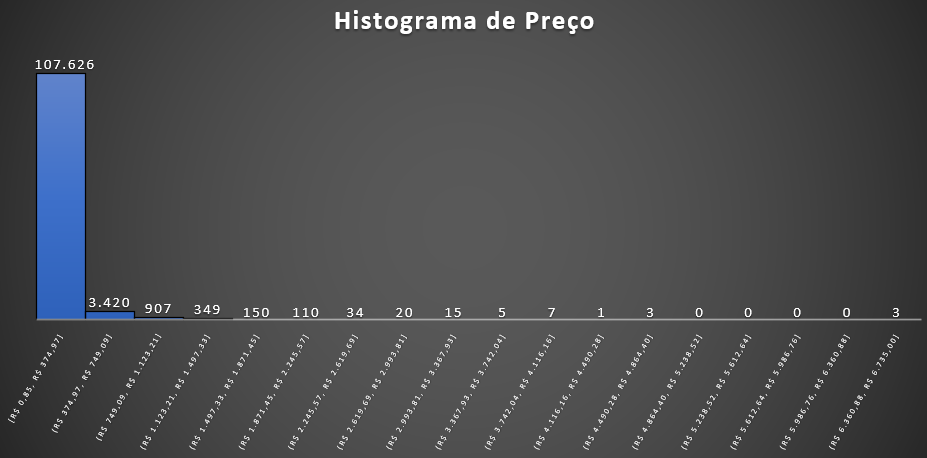 Histograma de Preço
107.626
3.420
907
349
150
110
34
20
15
5
7
1
3
0
0
0
0
3
(R$ 0,85, R$ 374,97]
(R$ 374,97, R$ 749,09]
(R$ 749,09, R$ 1.123,21]
(R$ 1.123,21, R$ 1.497,33]
(R$ 1.497,33, R$ 1.871,45]
(R$ 1.871,45, R$ 2.245,57]
(R$ 2.245,57, R$ 2.619,69]
(R$ 2.619,69, R$ 2.993,81]
(R$ 2.993,81, R$ 3.367,93]
(R$ 3.367,93, R$ 3.742,04]
(R$ 3.742,04, R$ 4.116,16]
(R$ 4.116,16, R$ 4.490,28]
(R$ 4.490,28, R$ 4.864,40]
(R$ 4.864,40, R$ 5.238,52]
(R$ 5.238,52, R$ 5.612,64]
(R$ 5.612,64, R$ 5.986,76]
(R$ 5.986,76, R$ 6.360,88]
(R$ 6.360,88, R$ 6.735,00]